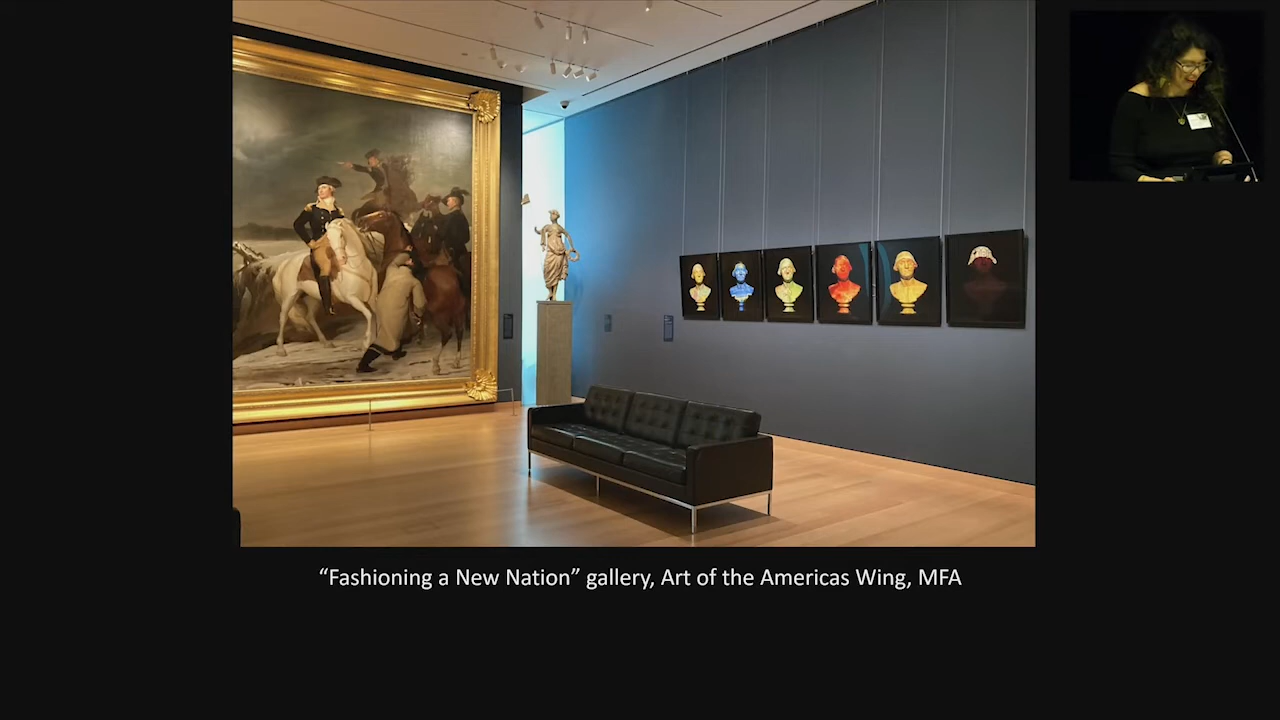 “Fashioning a New Nation” gallery, Art of the Americas Wing, MFA